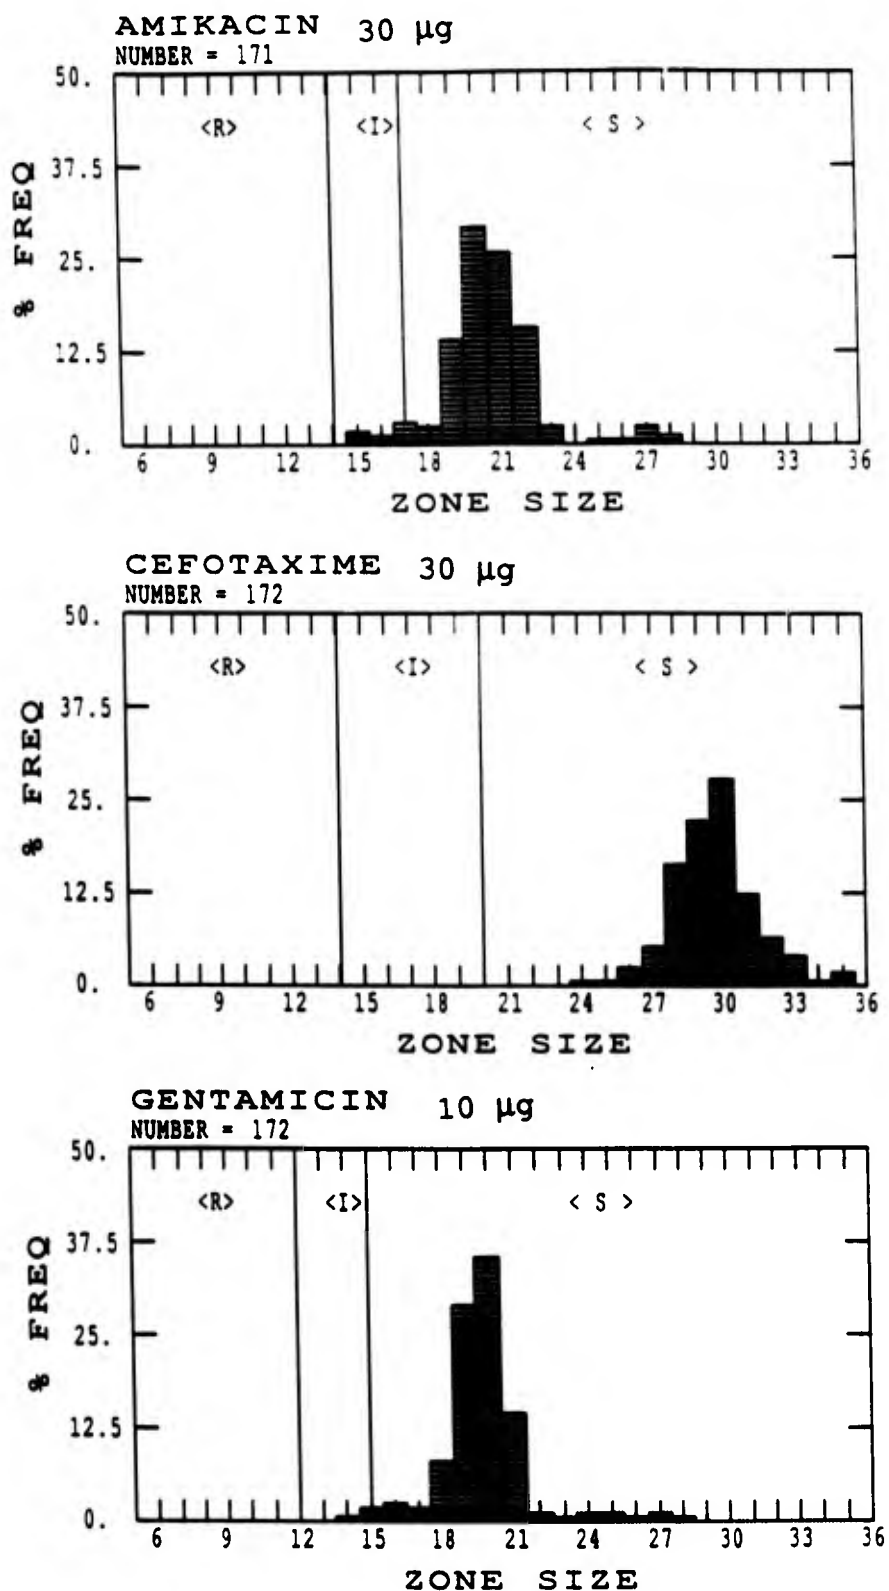 AMIKACIN 30 µg
NUMBER = 171
50.
<R> <I> < S >
37.5
25.
12.5
0.
% FREQ
6 9 12 15 18 21 24 27 30 33 36
ZONE SIZE
CEFOTAXIME 30 µg
NUMBER = 172
50.
<R> <I> < S >
37.5
25.
12.5
0.
% FREQ
6 9 12 15 18 21 24 27 30 33 36
ZONE SIZE
GENTAMICIN 10 µg
NUMBER = 172
50.
<R> <I> < S >
37.5
25.
12.5
0.
% FREQ
6 9 12 15 18 21 24 27 30 33 36
ZONE SIZE